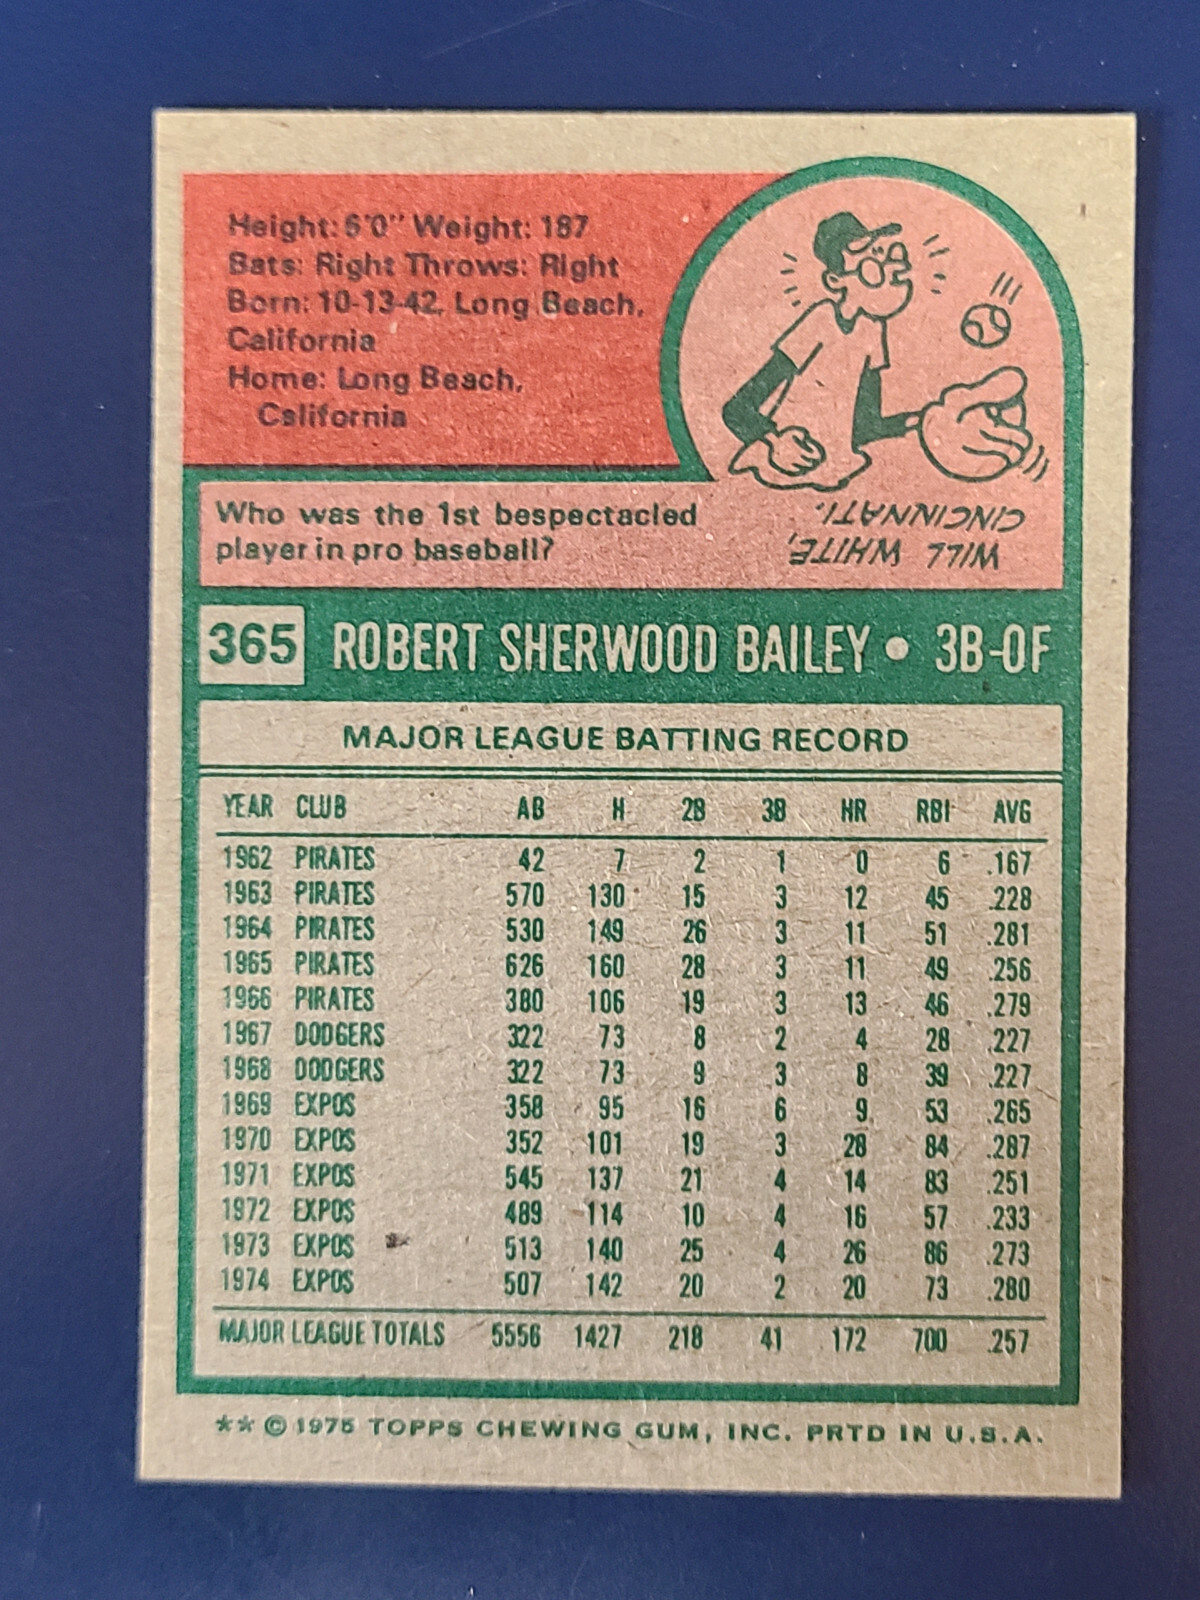 Height: 6'0" Weight: 187
Bats: Right Throws: Right
Born: 10-13-42, Long Beach,
California
Home: Long Beach,
California
Who was the 1st bespectacled
player in pro baseball?
WILL WHITE,
CINCINNATI.
365 ROBERT SHERWOOD BAILEY • 3B-OF
MAJOR LEAGUE BATTING RECORD
YEAR CLUB AB H 2B 3B HR RBI AVG
1962 PIRATES 42 7 2 1 0 6 .167
1963 PIRATES 570 130 15 3 12 45 .228
1964 PIRATES 530 149 26 3 11 51 .281
1965 PIRATES 626 160 28 3 11 49 .256
1966 PIRATES 380 106 19 3 13 46 .279
1967 DODGERS 322 73 8 2 4 28 .227
1968 DODGERS 322 73 9 3 8 39 .227
1969 EXPOS 358 95 16 6 9 53 .265
1970 EXPOS 352 101 19 3 28 84 .287
1971 EXPOS 545 137 21 4 14 83 .251
1972 EXPOS 489 114 10 4 16 57 .233
1973 EXPOS 513 140 25 4 26 86 .273
1974 EXPOS 507 142 20 2 20 73 .280
MAJOR LEAGUE TOTALS 5556 1427 218 41 172 700 .257
** © 1975 TOPPS CHEWING GUM, INC. PRTD IN U.S.A.